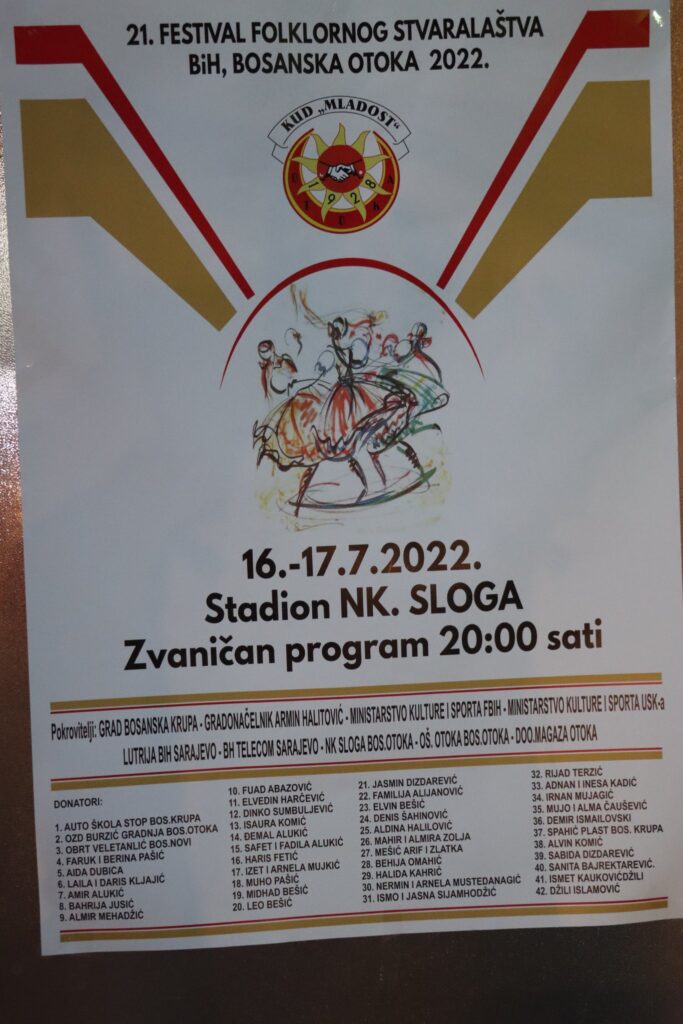 21. FESTIVAL FOLKLORNOG STVARALAŠTVA
BiH, BOSANSKA OTOKA 2022.
KUD „MLADOST“
1928
16.-17.7.2022.
Stadion NK. SLOGA
Zvaničan program 20:00 sati
Pokrovitelji: GRAD BOSANSKA KRUPA - GRADONAČELNIK ARMIN HALITOVIĆ - MINISTARSTVO KULTURE I SPORTA FBIH - MINISTARSTVO KULTURE I SPORTA USK-a
LUTRIJA BIH SARAJEVO - BH TELECOM SARAJEVO - NK SLOGA BOS.OTOKA - OŠ. OTOKA BOS.OTOKA - DOO.MAGAZA OTOKA
DONATORI:
1. AUTO ŠKOLA STOP BOS.KRUPA
2. OZD BURZIĆ GRADNJA BOS.OTOKA
3. OBRT VELETANLIĆ BOS.NOVI
4. FARUK I BERINA PAŠIĆ
5. AIDA DUBICA
6. LAILA I DARIS KLJAJIĆ
7. AMIR ALUKIĆ
8. BAHRIJA JUSIĆ
9. ALMIR MEHADŽIĆ
10. FUAD ABAZOVIĆ
11. ELVEDIN HARČEVIĆ
12. DINKO SUMBULJEVIĆ
13. ISAURA KOMIĆ
14. ĐEMAL ALUKIĆ
15. SAFET I FADILA ALUKIĆ
16. HARIS FETIĆ
17. IZET I ARNELA MUJKIĆ
18. MUHO PAŠIĆ
19. MIDHAD BEŠIĆ
20. LEO BEŠIĆ
21. JASMIN DIZDAREVIĆ
22. FAMILIJA ALIJANOVIĆ
23. ELVIN BEŠIĆ
24. DENIS ŠAHINOVIĆ
25. ALDINA HALILOVIĆ
26. MAHIR I ALMIRA ZOLJA
27. MEŠIĆ ARIF I ZLATKA
28. BEHIJA OMAHIĆ
29. HALIDA KAHRIĆ
30. NERMIN I ARNELA MUSTEDANAGIĆ
31. ISMO I JASNA SIJAMHODŽIĆ
32. RIJAD TERZIĆ
33. ADNAN I INESA KADIĆ
34. IRNAN MUJAGIĆ
35. MUJO I ALMA ČAUŠEVIĆ
36. DEMIR ISMAILOVSKI
37. SPAHIĆ PLAST BOS. KRUPA
38. ALVIN KOMIĆ
39. SABIDA DIZDAREVIĆ
40. SANITA BAJREKTAREVIĆ.
41. ISMET KAUKOVIĆDŽILI
42. DŽILI ISLAMOVIĆ